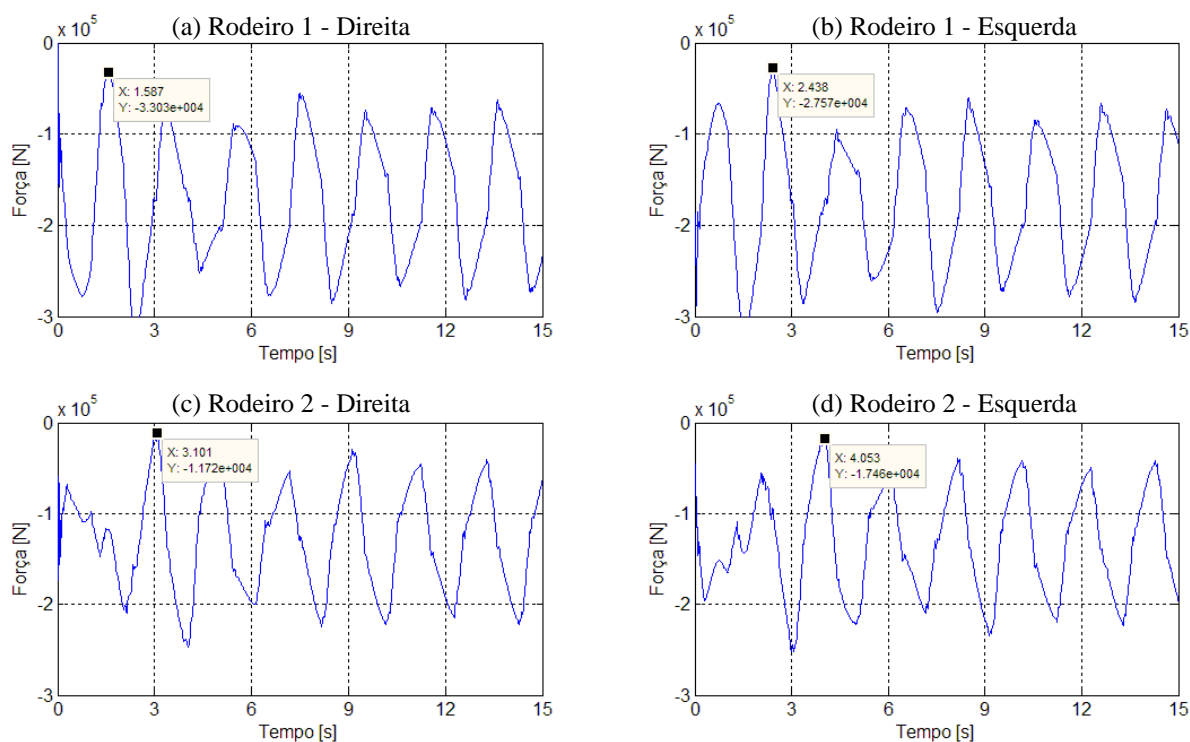 (a) Rodeiro 1 - Direita
x 10^5
0
-1
-2
-3
Força [N]
X: 1.587
Y: -3.303e+004
0 3 6 9 12 15
Tempo [s]
(b) Rodeiro 1 - Esquerda
x 10^5
0
-1
-2
-3
Força [N]
X: 2.438
Y: -2.757e+004
0 3 6 9 12 15
Tempo [s]
(c) Rodeiro 2 - Direita
x 10^5
0
-1
-2
-3
Força [N]
X: 3.101
Y: -1.172e+004
0 3 6 9 12 15
Tempo [s]
(d) Rodeiro 2 - Esquerda
x 10^5
0
-1
-2
-3
Força [N]
X: 4.053
Y: -1.746e+004
0 3 6 9 12 15
Tempo [s]